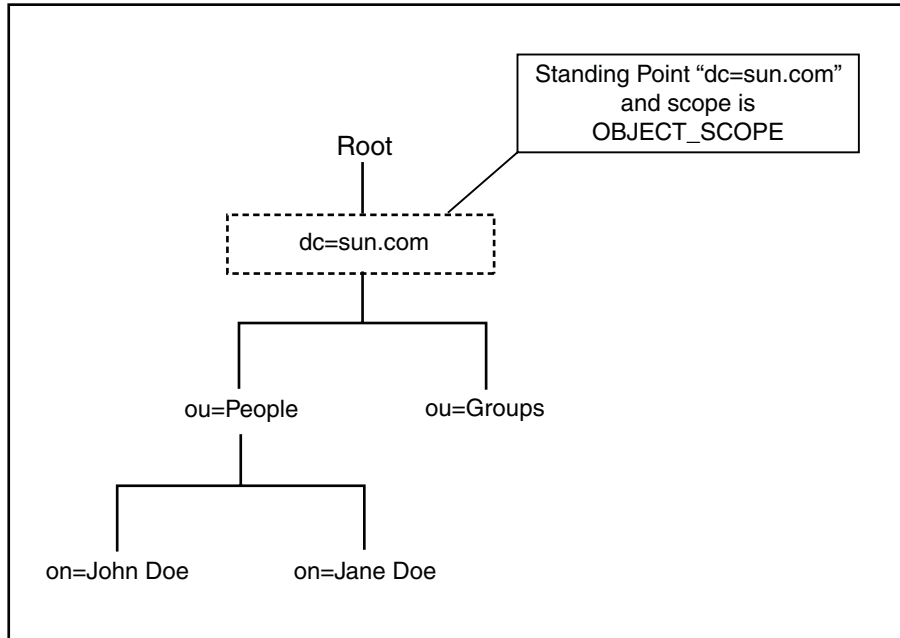 Standing Point “dc=sun.com”
and scope is
OBJECT_SCOPE
Root
dc=sun.com
ou=People
ou=Groups
on=John Doe
on=Jane Doe